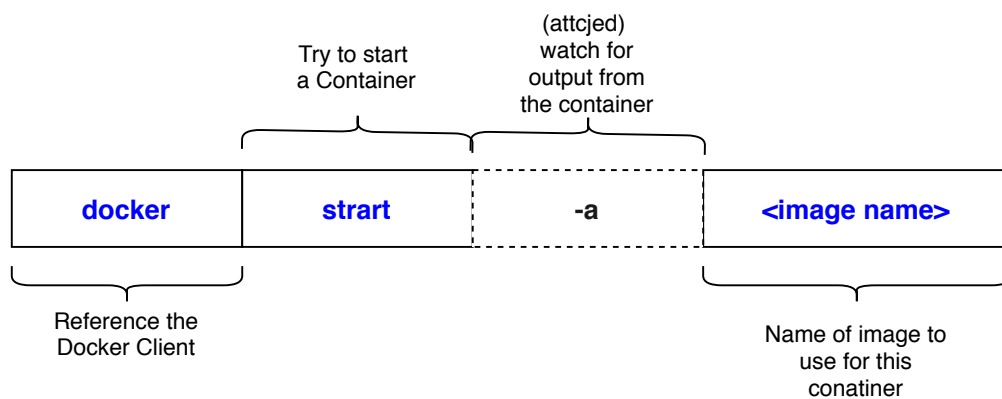 Try to start
a Container
(attcjed)
watch for
output from
the container
docker
strart
-a
<image name>
Reference the
Docker Client
Name of image to
use for this
conatiner